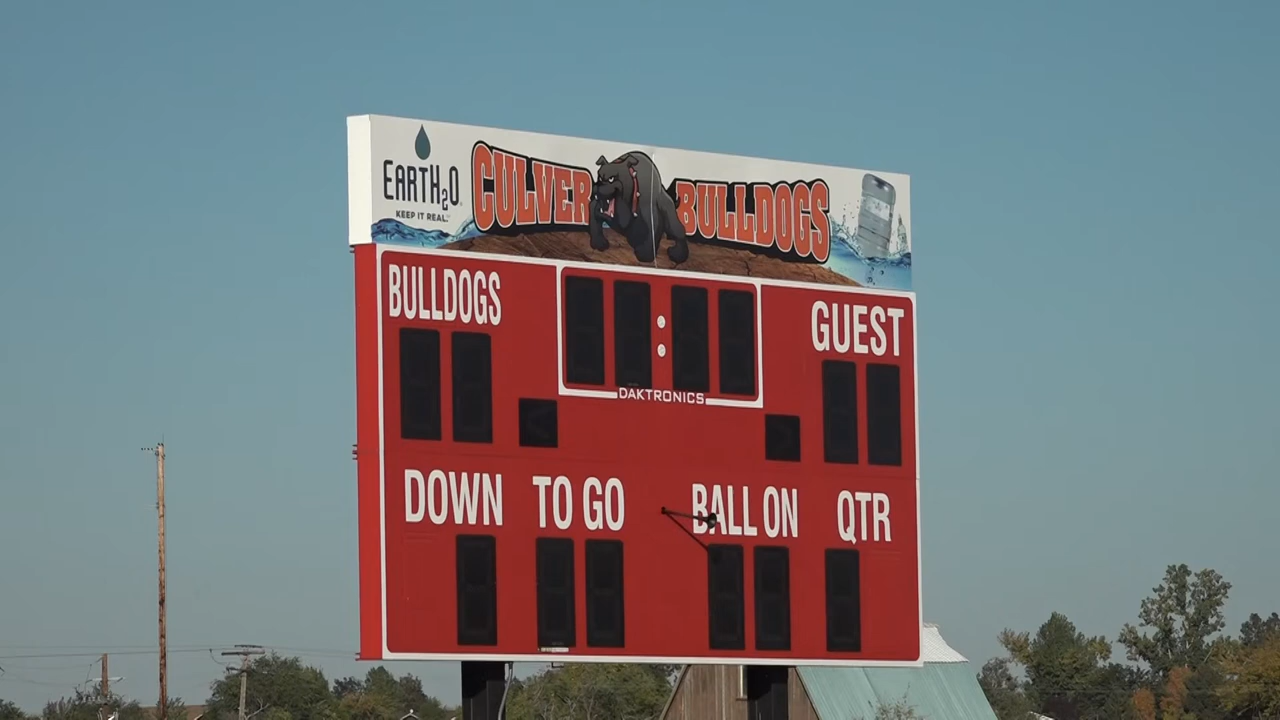 EARTH2O
KEEP IT REAL.
CULVER BULLDOGS
BULLDOGS
:
GUEST
DAKTRONICS
DOWN TO GO BALL ON QTR